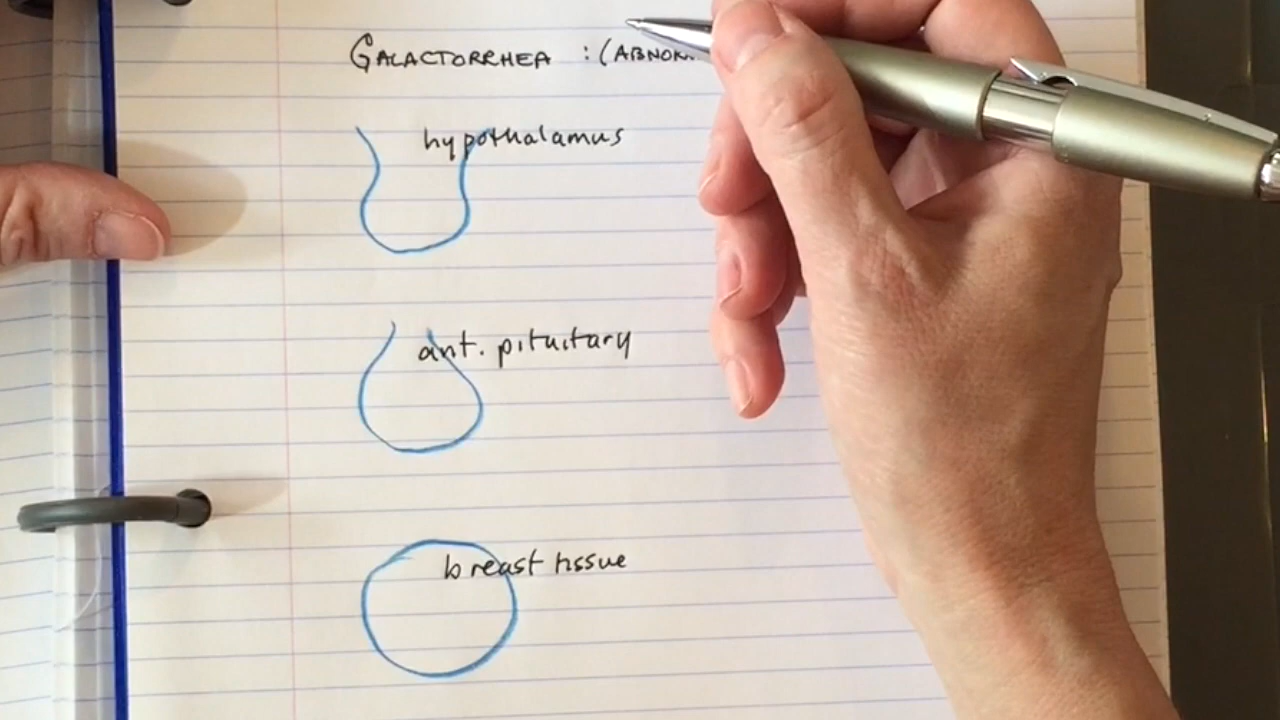 GALACTORRHEA : (ABNOR
hypothalamus
ant. pituitary
breast tissue